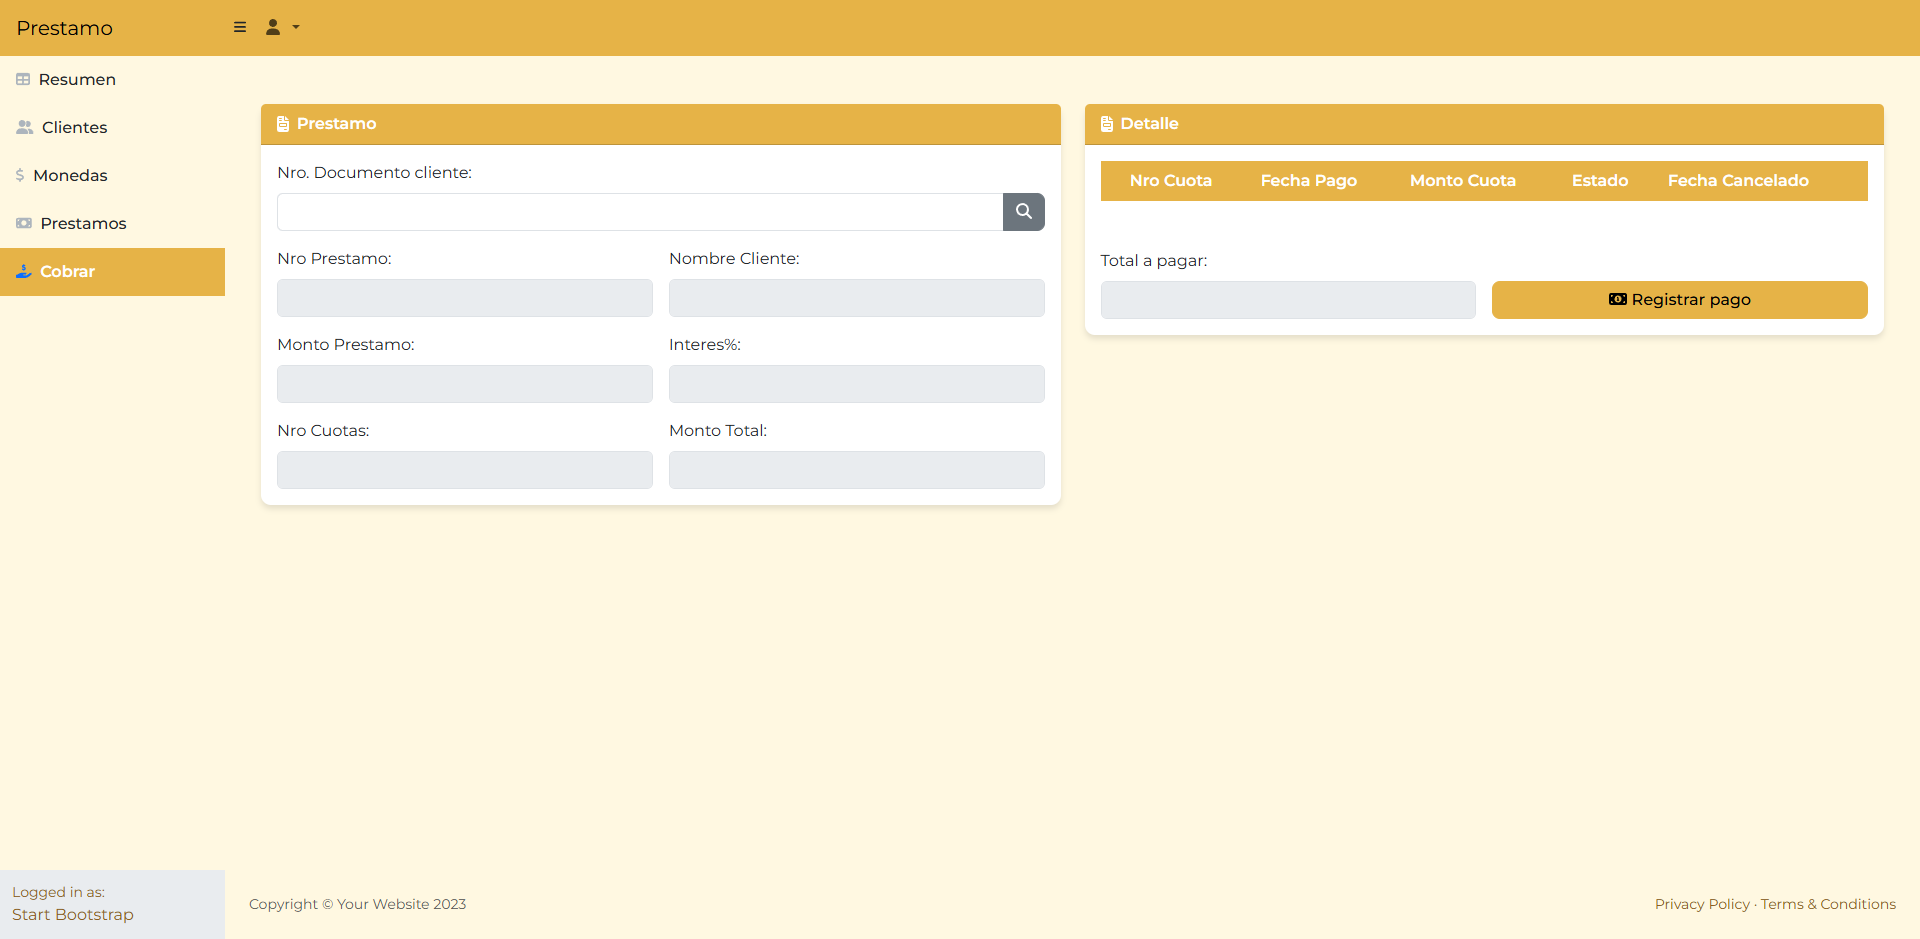 Prestamo
Resumen
Clientes
Monedas
Prestamos
Cobrar
Prestamo
Nro. Documento cliente:
Nro Prestamo:
Nombre Cliente:
Monto Prestamo:
Interes%:
Nro Cuotas:
Monto Total:
Detalle
Nro Cuota Fecha Pago Monto Cuota Estado Fecha Cancelado
Total a pagar:
Registrar pago
Logged in as:
Start Bootstrap
Copyright © Your Website 2023
Privacy Policy · Terms & Conditions